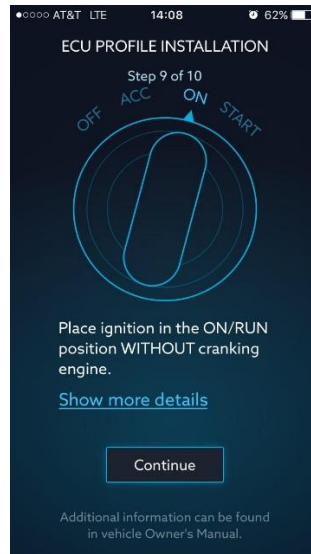 AT&T LTE 14:08 62%
ECU PROFILE INSTALLATION
Step 9 of 10
OFF ACC ON START
Place ignition in the ON/RUN
position WITHOUT cranking
engine.
Show more details
Continue
Additional information can be found
in vehicle Owner's Manual.